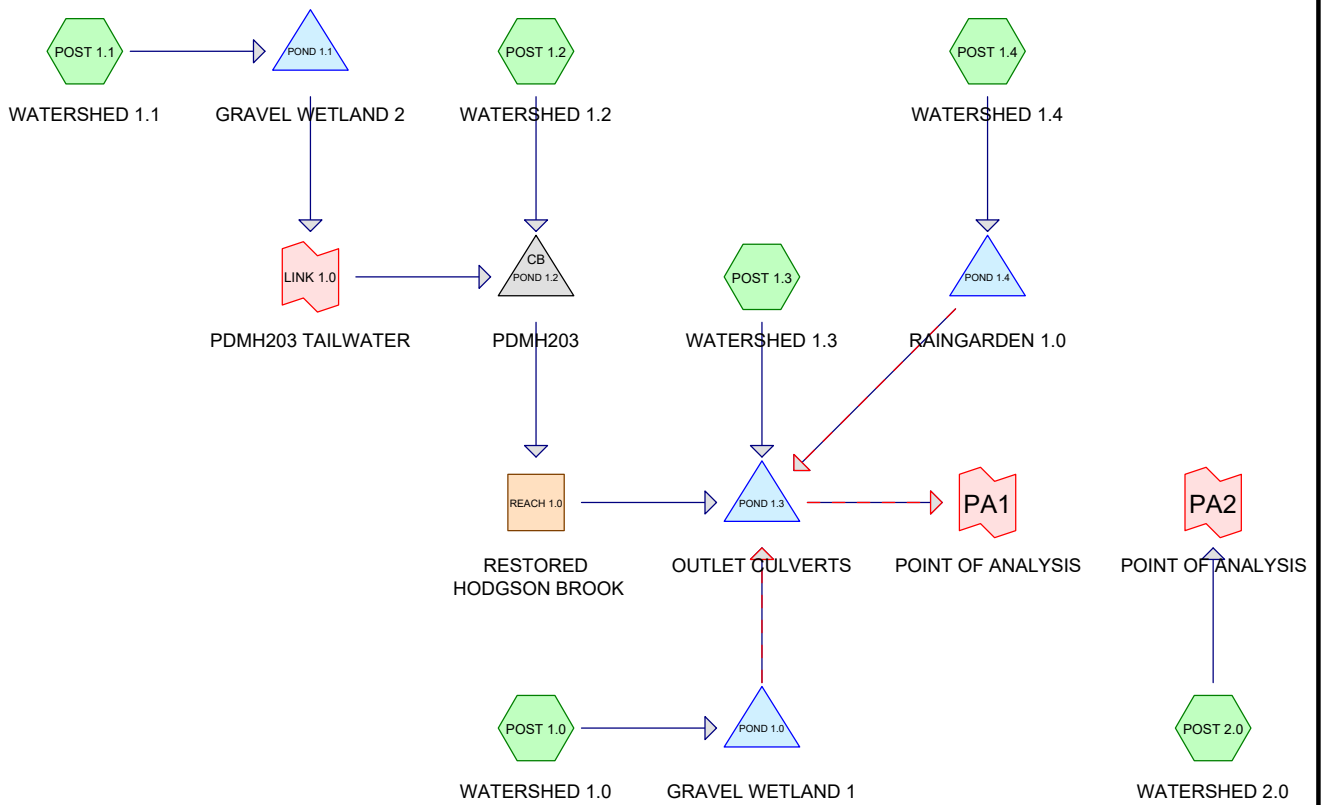 POST 1.1
POND 1.1
POST 1.2
POST 1.4
WATERSHED 1.1
GRAVEL WETLAND 2
WATERSHED 1.2
WATERSHED 1.4
LINK 1.0
CB
POND 1.2
POST 1.3
POND 1.4
PDMH203 TAILWATER
PDMH203
WATERSHED 1.3
RAINGARDEN 1.0
REACH 1.0
POND 1.3
PA1
PA2
RESTORED
HODGSON BROOK
OUTLET CULVERTS
POINT OF ANALYSIS
POINT OF ANALYSIS
POST 1.0
POND 1.0
POST 2.0
WATERSHED 1.0
GRAVEL WETLAND 1
WATERSHED 2.0